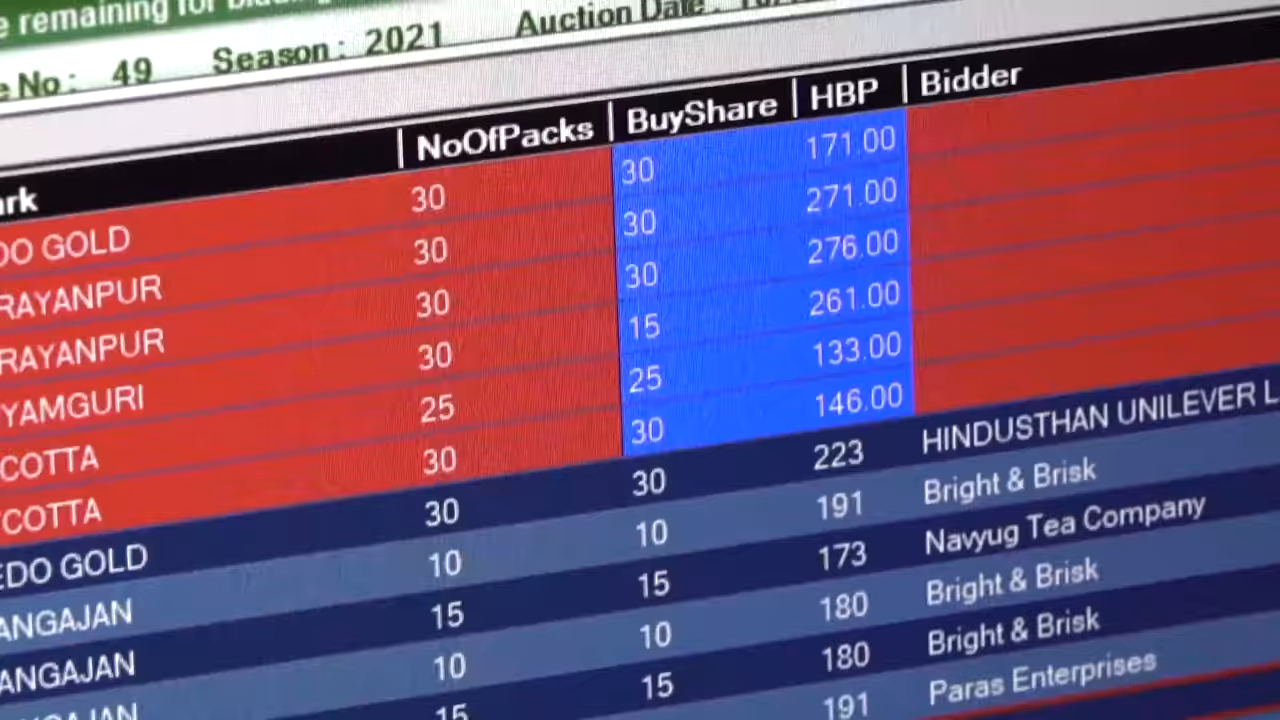 e remaining for
e No : 49 Season : 2021 Auction Date :
ark NoOfPacks BuyShare HBP Bidder
DO GOLD 30 30 171.00
RAYANPUR 30 30 271.00
RAYANPUR 30 30 276.00
YAMGURI 30 15 261.00
COTTA 25 25 133.00
COTTA 30 30 146.00
EDO GOLD 30 30 223 HINDUSTHAN UNILEVER L
ANGAJAN 10 10 191 Bright & Brisk
ANGAJAN 15 15 173 Navyug Tea Company
ANGAJAN 10 10 180 Bright & Brisk
15 15 180 Bright & Brisk
191 Paras Enterprises